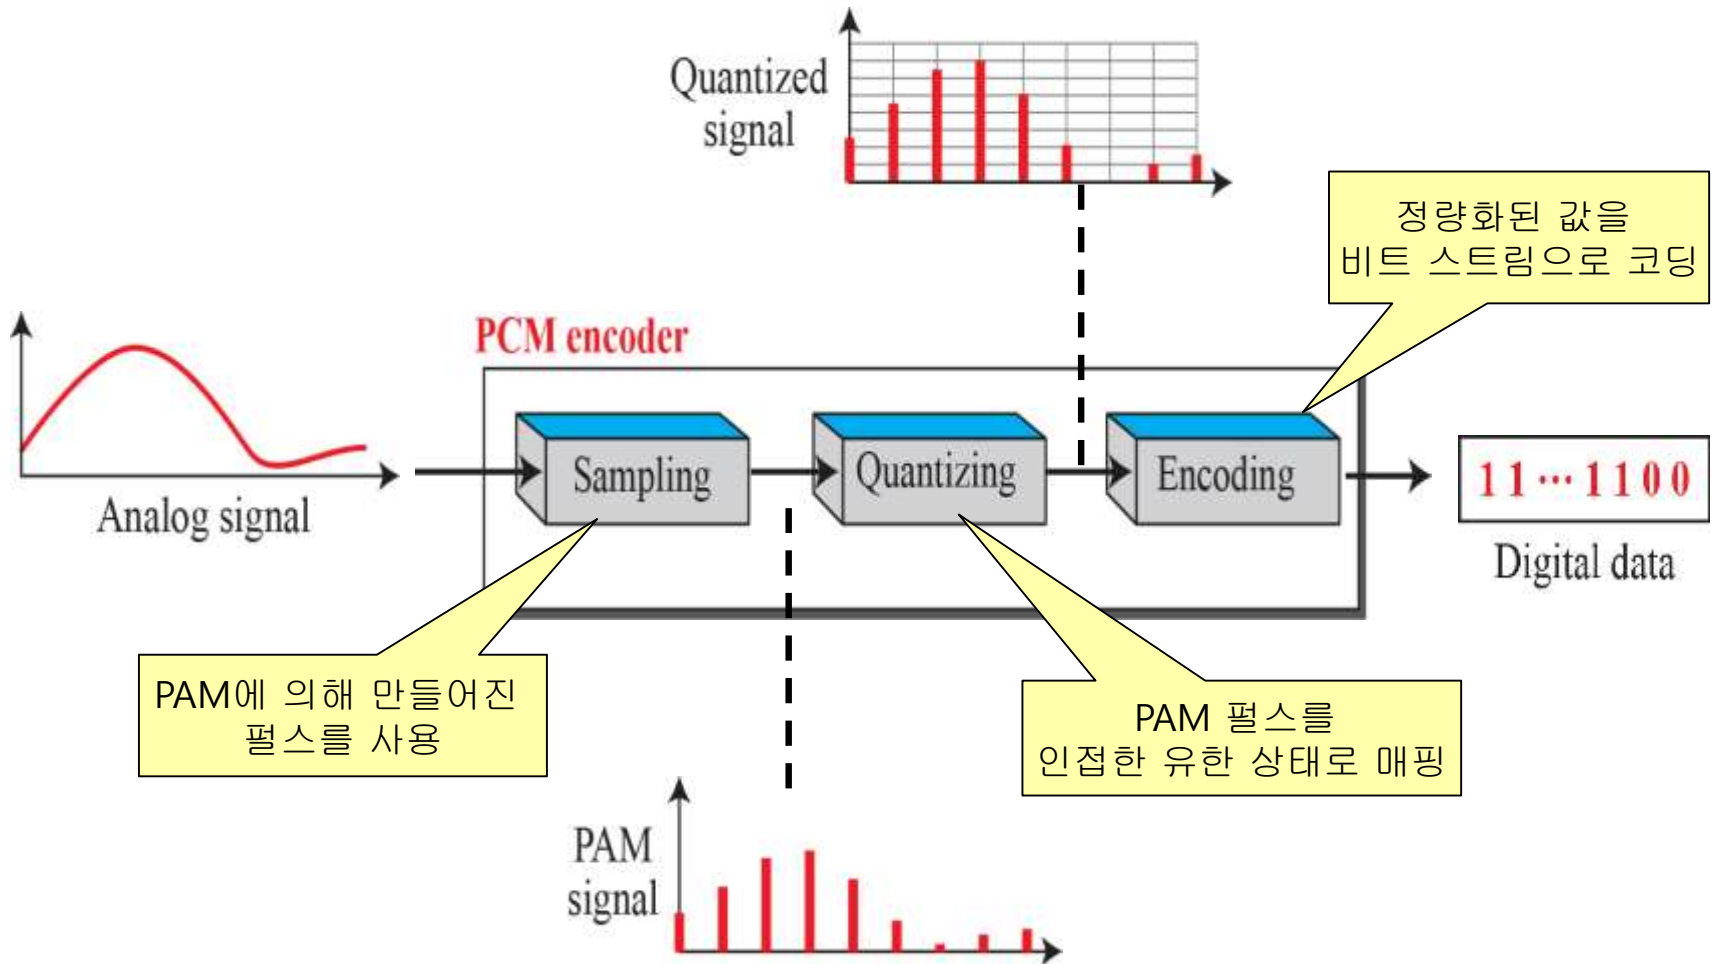 Quantized
signal
정량화된 값을
비트 스트림으로 코딩
PCM encoder
Analog signal
Sampling
Quantizing
Encoding
11···1100
Digital data
PAM에 의해 만들어진
펄스를 사용
PAM 펄스를
인접한 유한 상태로 매핑
PAM
signal